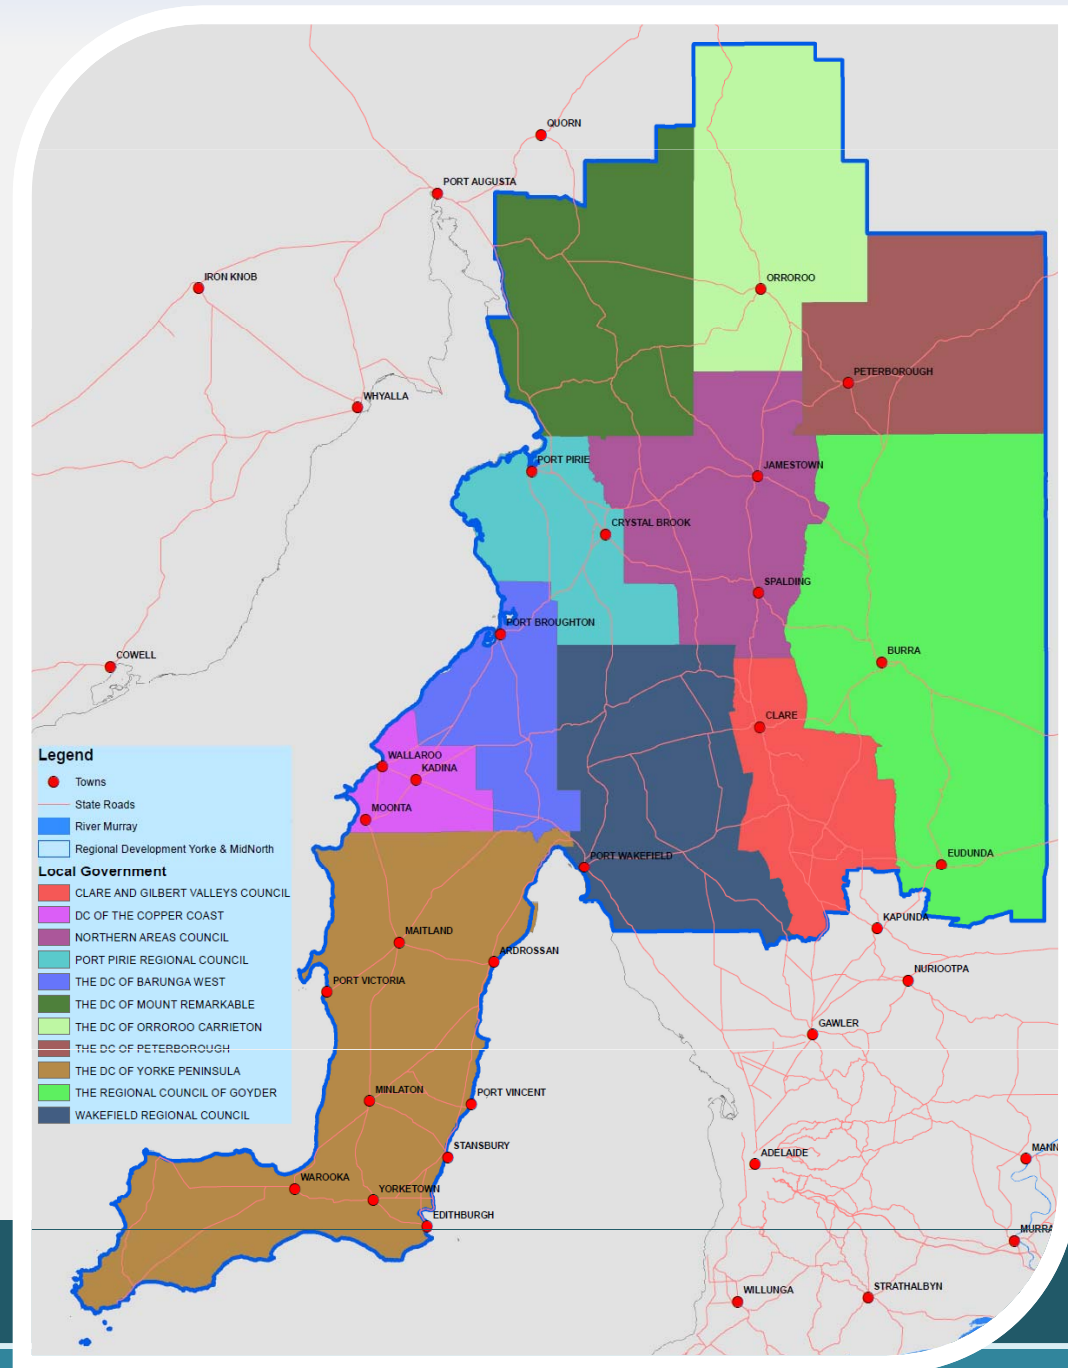 QUORN
PORT AUGUSTA
IRON KNOB
ORROROO
PETERBOROUGH
WHYALLA
PORT PIRIE
JAMESTOWN
CRYSTAL BROOK
SPALDING
PORT BROUGHTON
COWELL
BURRA
CLARE
WALLAROO
KADINA
MOONTA
PORT WAKEFIELD
EUDUNDA
KAPUNDA
MAITLAND
ARDROSSAN
PORT VICTORIA
NURIOOTPA
GAWLER
MINLATON
PORT VINCENT
STANSBURY
ADELAIDE
MANN
WAROOKA
YORKETOWN
EDITHBURGH
MURRA
WILLUNGA
STRATHALBYN
Legend
Towns
State Roads
River Murray
Regional Development Yorke & MidNorth
Local Government
CLARE AND GILBERT VALLEYS COUNCIL
DC OF THE COPPER COAST
NORTHERN AREAS COUNCIL
PORT PIRIE REGIONAL COUNCIL
THE DC OF BARUNGA WEST
THE DC OF MOUNT REMARKABLE
THE DC OF ORROROO CARRIETON
THE DC OF PETERBOROUGH
THE DC OF YORKE PENINSULA
THE REGIONAL COUNCIL OF GOYDER
WAKEFIELD REGIONAL COUNCIL